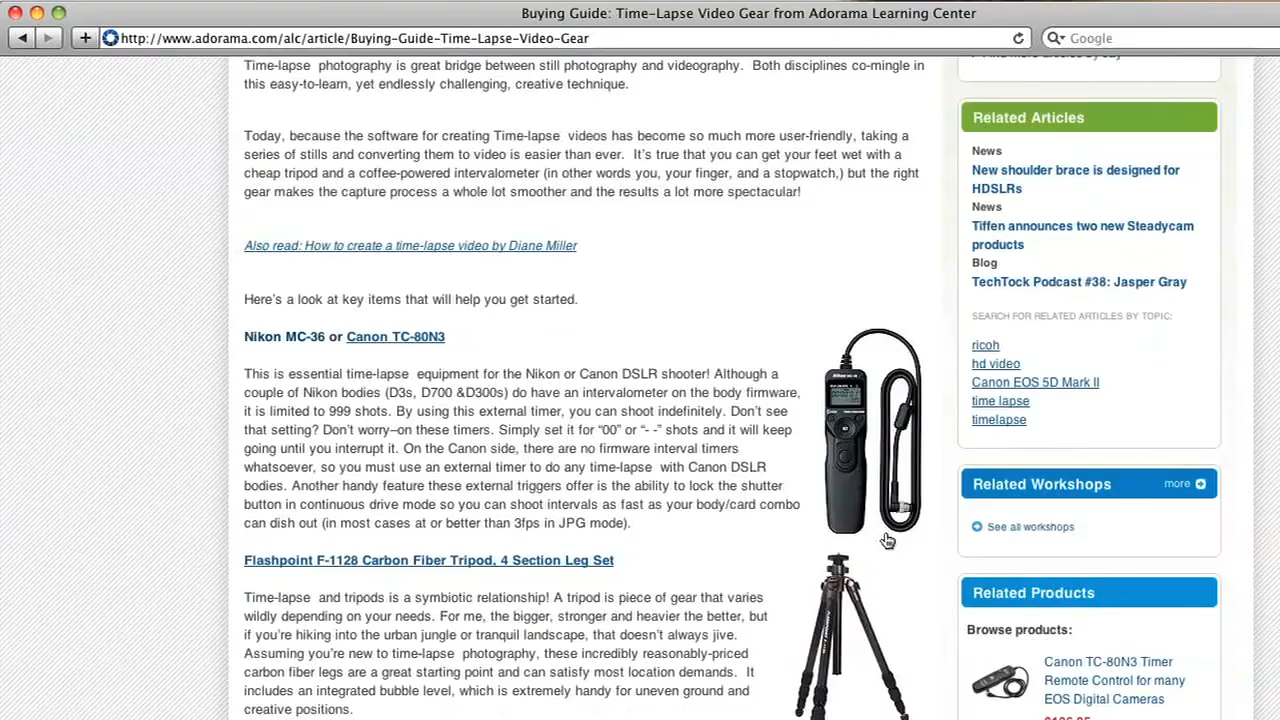 Buying Guide: Time-Lapse Video Gear from Adorama Learning Center
http://www.adorama.com/alc/article/Buying-Guide-Time-Lapse-Video-Gear
Google
Time-lapse photography is great bridge between still photography and videography. Both disciplines co-mingle in
this easy-to-learn, yet endlessly challenging, creative technique.
Today, because the software for creating Time-lapse videos has become so much more user-friendly, taking a
series of stills and converting them to video is easier than ever. It's true that you can get your feet wet with a
cheap tripod and a coffee-powered intervalometer (in other words you, your finger, and a stopwatch,) but the right
gear makes the capture process a whole lot smoother and the results a lot more spectacular!
Also read: How to create a time-lapse video by Diane Miller
Here's a look at key items that will help you get started.
Nikon MC-36 or Canon TC-80N3
This is essential time-lapse equipment for the Nikon or Canon DSLR shooter! Although a
couple of Nikon bodies (D3s, D700 &D300s) do have an intervalometer on the body firmware,
it is limited to 999 shots. By using this external timer, you can shoot indefinitely. Don't see
that setting? Don't worry–on these timers. Simply set it for "00" or "- -" shots and it will keep
going until you interrupt it. On the Canon side, there are no firmware interval timers
whatsoever, so you must use an external timer to do any time-lapse with Canon DSLR
bodies. Another handy feature these external triggers offer is the ability to lock the shutter
button in continuous drive mode so you can shoot intervals as fast as your body/card combo
can dish out (in most cases at or better than 3fps in JPG mode).
Flashpoint F-1128 Carbon Fiber Tripod, 4 Section Leg Set
Time-lapse and tripods is a symbiotic relationship! A tripod is piece of gear that varies
wildly depending on your needs. For me, the bigger, stronger and heavier the better, but
if you're hiking into the urban jungle or tranquil landscape, that doesn't always jive.
Assuming you're new to time-lapse photography, these incredibly reasonably-priced
carbon fiber legs are a great starting point and can satisfy most location demands. It
includes an integrated bubble level, which is extremely handy for uneven ground and
creative positions.
Related Articles
News
New shoulder brace is designed for
HDSLRs
News
Tiffen announces two new Steadycam
products
Blog
TechTock Podcast #38: Jasper Gray
SEARCH FOR RELATED ARTICLES BY TOPIC:
ricoh
hd video
Canon EOS 5D Mark II
time lapse
timelapse
Related Workshops
more
See all workshops
Related Products
Browse products:
Canon TC-80N3 Timer
Remote Control for many
EOS Digital Cameras